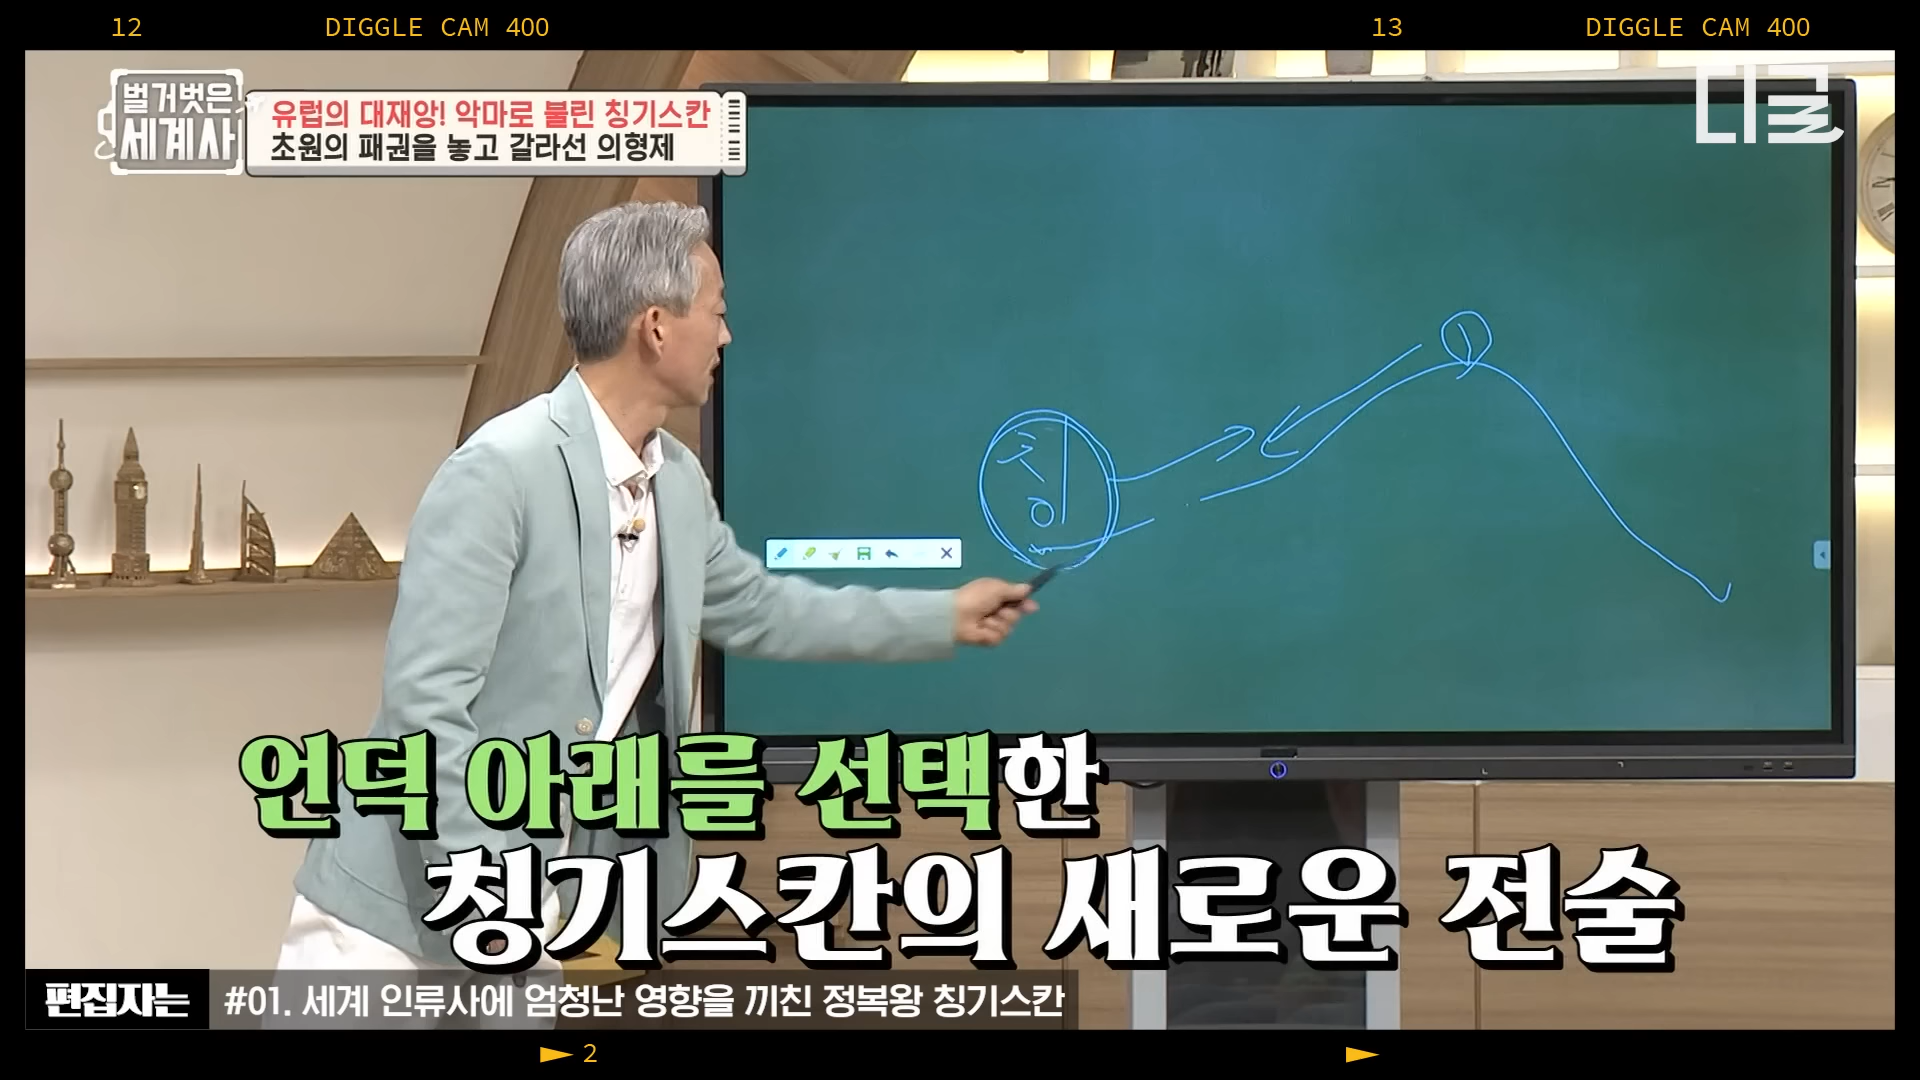 12 DIGGLE CAM 400 13 DIGGLE CAM 400
벌거벗은
세계사
유럽의 대재앙! 악마로 불린 칭기스칸
초원의 패권을 놓고 갈라선 의형제
디글
칭
언덕 아래를 선택한
칭기스칸의 새로운 전술
편집자는
#01. 세계 인류사에 엄청난 영향을 끼친 정복왕 칭기스칸
2